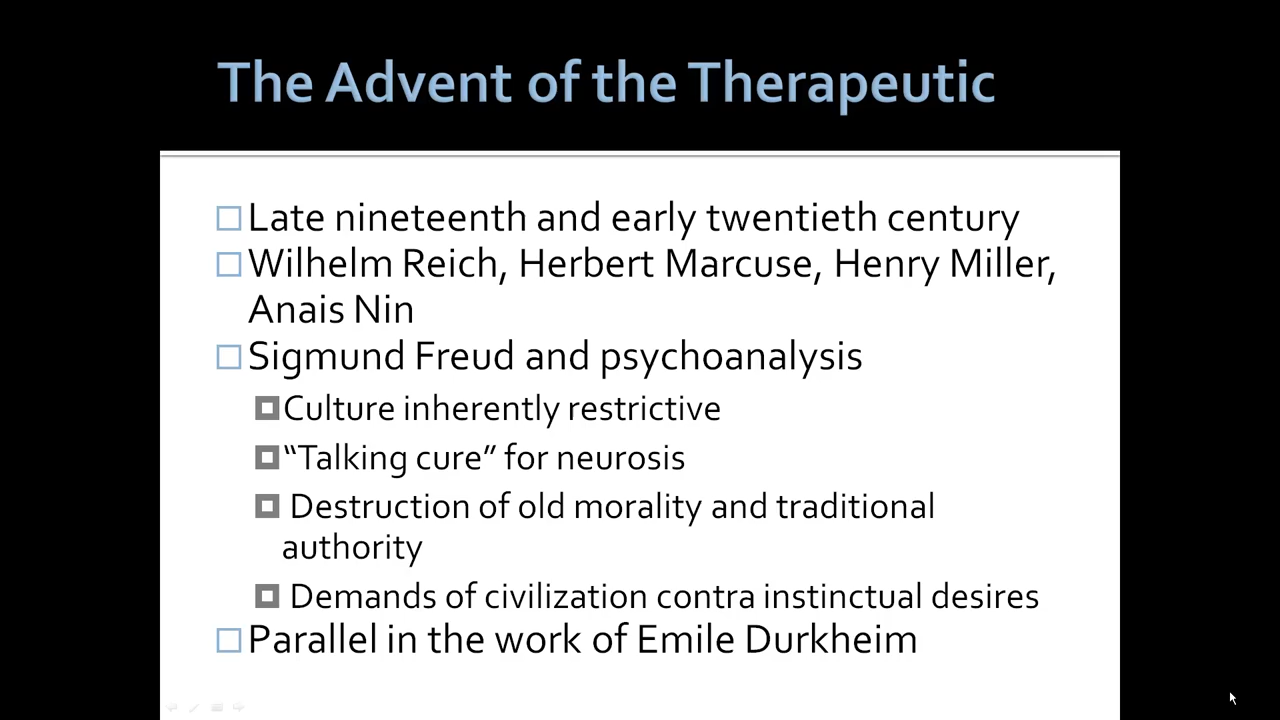 The Advent of the Therapeutic
Late nineteenth and early twentieth century
Wilhelm Reich, Herbert Marcuse, Henry Miller,
Anais Nin
Sigmund Freud and psychoanalysis
Culture inherently restrictive
“Talking cure” for neurosis
Destruction of old morality and traditional
authority
Demands of civilization contra instinctual desires
Parallel in the work of Emile Durkheim